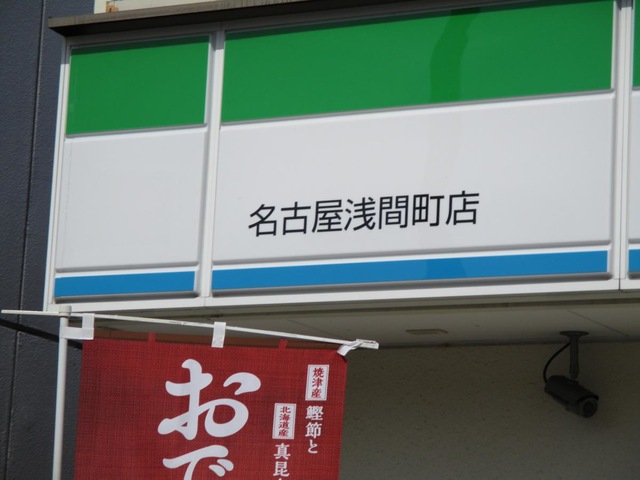 名古屋浅間町店
焼津産 鰹節と
北海道産 真昆
おで